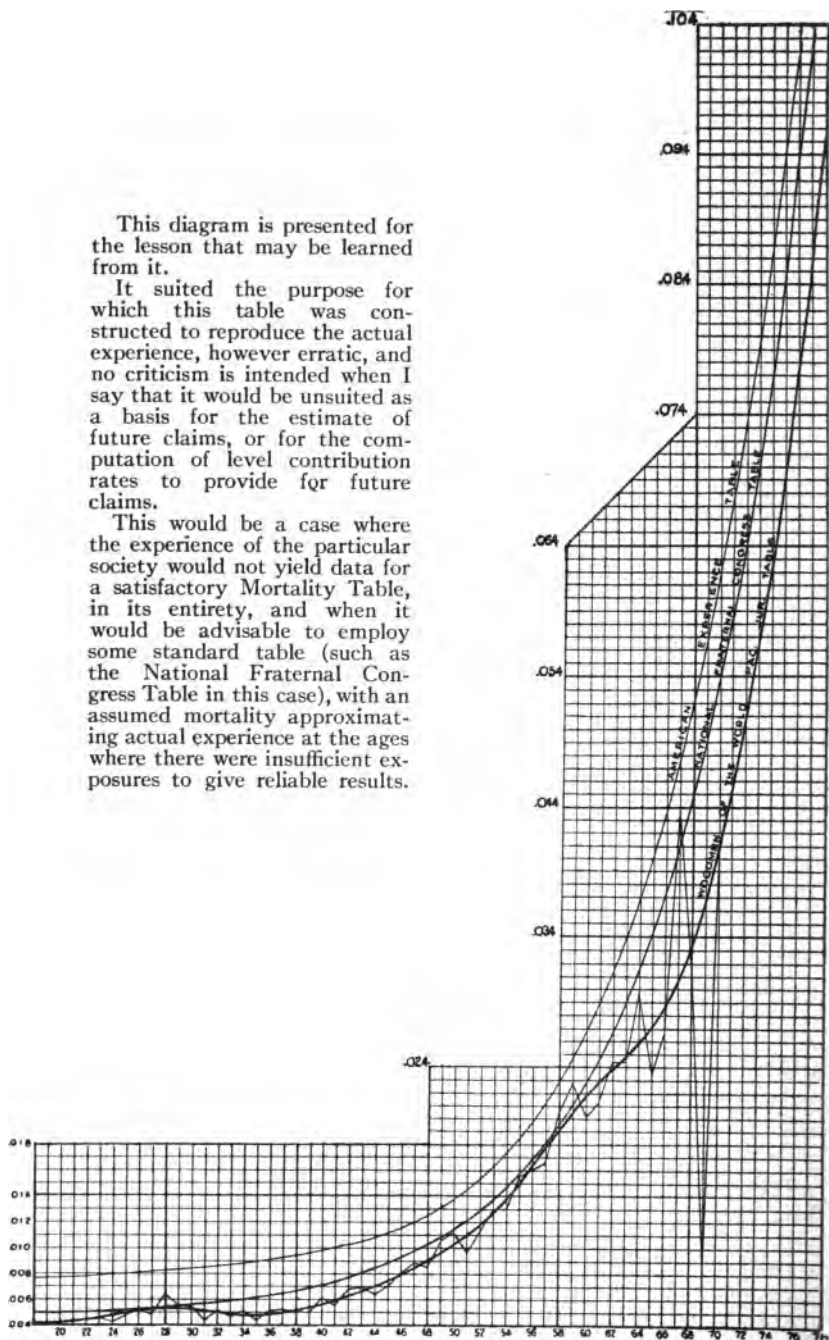 This diagram is presented for
the lesson that may be learned
from it.
It suited the purpose for
which this table was con-
structed to reproduce the actual
experience, however erratic, and
no criticism is intended when I
say that it would be unsuited as
a basis for the estimate of
future claims, or for the com-
putation of level contribution
rates to provide for future
claims.
This would be a case where
the experience of the particular
society would not yield data for
a satisfactory Mortality Table,
in its entirety, and when it
would be advisable to employ
some standard table (such as
the National Fraternal Con-
gress Table in this case), with an
assumed mortality approximat-
ing actual experience at the ages
where there were insufficient ex-
posures to give reliable results.
.104
.094
.084
.074
.064
.054
.044
.034
.024
AMERICAN EXPERIENCE TABLE
NATIONAL FRATERNAL CONGRESS TABLE
WOODMEN OF THE WORLD PAC. JUR. TABLE
.018
.014
.012
.010
.008
.006
.004
20 22 24 26 28 30 32 34 36 38 40 42 44 46 48 50 52 54 56 58 60 62 64 66 68 70 72 74 76 78